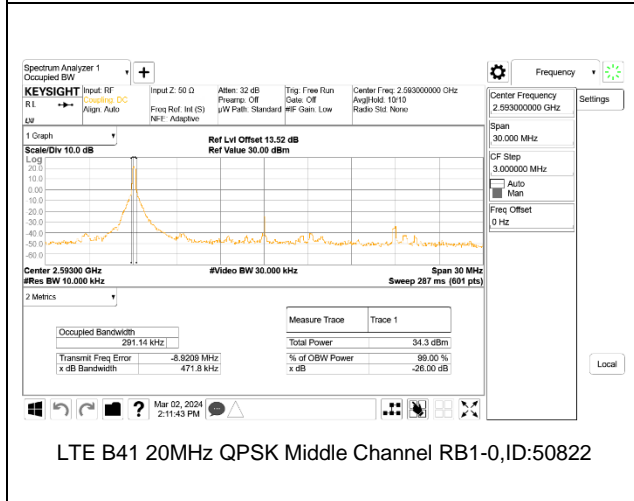 Spectrum Analyzer 1
Occupied BW
Frequency
KEYSIGHT
Input: RF
Coupling: DC
Align: Auto
Input Z: 50 Ω
Freq Ref: Int (S)
NFE: Adaptive
Atten: 32 dB
Preamp: Off
µW Path: Standard
Trig: Free Run
Gate: Off
#IF Gain: Low
Center Freq: 2.593000000 GHz
Avg|Hold: 10/10
Radio Std: None
Center Frequency
2.593000000 GHz
Settings
Span
30.000 MHz
CF Step
3.000000 MHz
Auto
Man
Freq Offset
0 Hz
Local
1 Graph
Scale/Div 10.0 dB
Ref Lvl Offset 13.52 dB
Ref Value 30.00 dBm
Log
20.0
10.0
0.00
-10.0
-20.0
-30.0
-40.0
-50.0
-60.0
Center 2.59300 GHz
#Res BW 10.000 kHz
#Video BW 30.000 kHz
Span 30 MHz
Sweep 287 ms (601 pts)
2 Metrics
Measure Trace Trace 1
Occupied Bandwidth
291.14 kHz
Total Power 34.3 dBm
Transmit Freq Error -8.9209 MHz
% of OBW Power 99.00 %
x dB Bandwidth 471.8 kHz
x dB -26.00 dB
Mar 02, 2024
2:11:43 PM
LTE B41 20MHz QPSK Middle Channel RB1-0,ID:50822